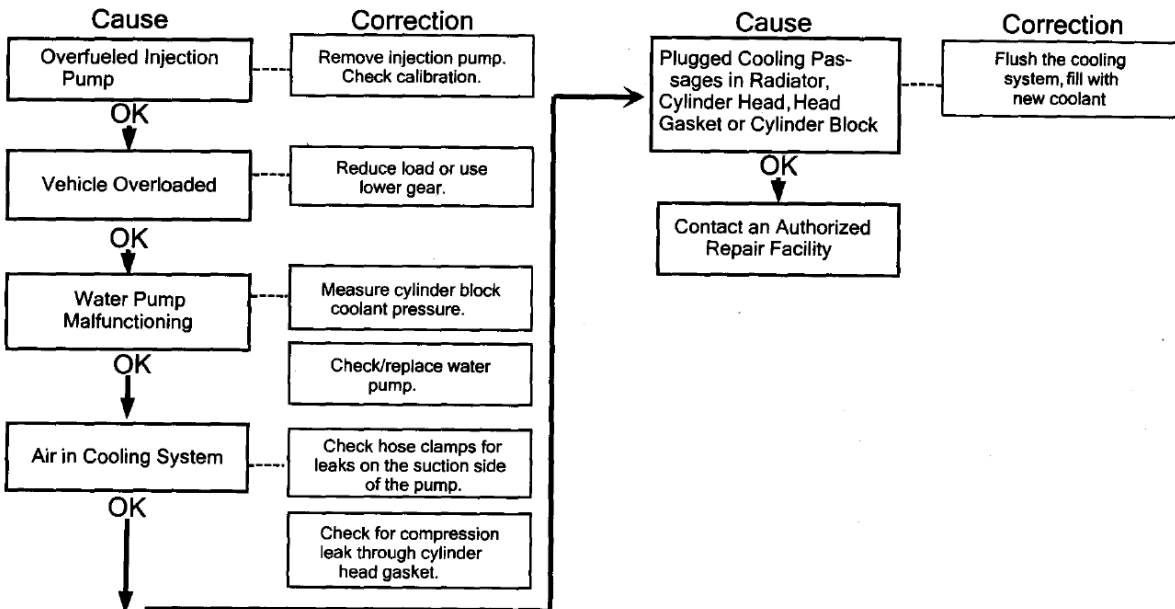 Cause
Correction
Overfueled Injection
Pump
Remove injection pump.
Check calibration.
OK
Vehicle Overloaded
Reduce load or use
lower gear.
OK
Water Pump
Malfunctioning
Measure cylinder block
coolant pressure.
OK
Check/replace water
pump.
Air in Cooling System
Check hose clamps for
leaks on the suction side
of the pump.
OK
Check for compression
leak through cylinder
head gasket.
Cause
Correction
Plugged Cooling Pas-
sages in Radiator,
Cylinder Head, Head
Gasket or Cylinder Block
Flush the cooling
system, fill with
new coolant
OK
Contact an Authorized
Repair Facility